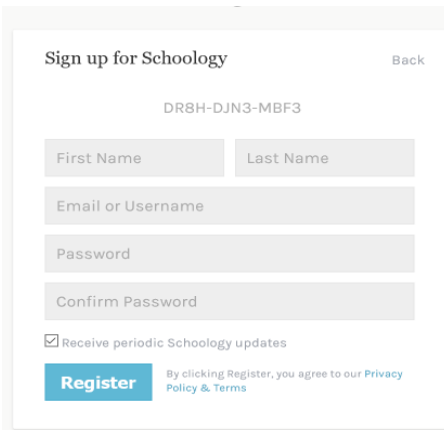 Sign up for Schoology Back
DR8H-DJN3-MBF3
First Name Last Name
Email or Username
Password
Confirm Password
Receive periodic Schoology updates
Register By clicking Register, you agree to our Privacy
Policy & Terms